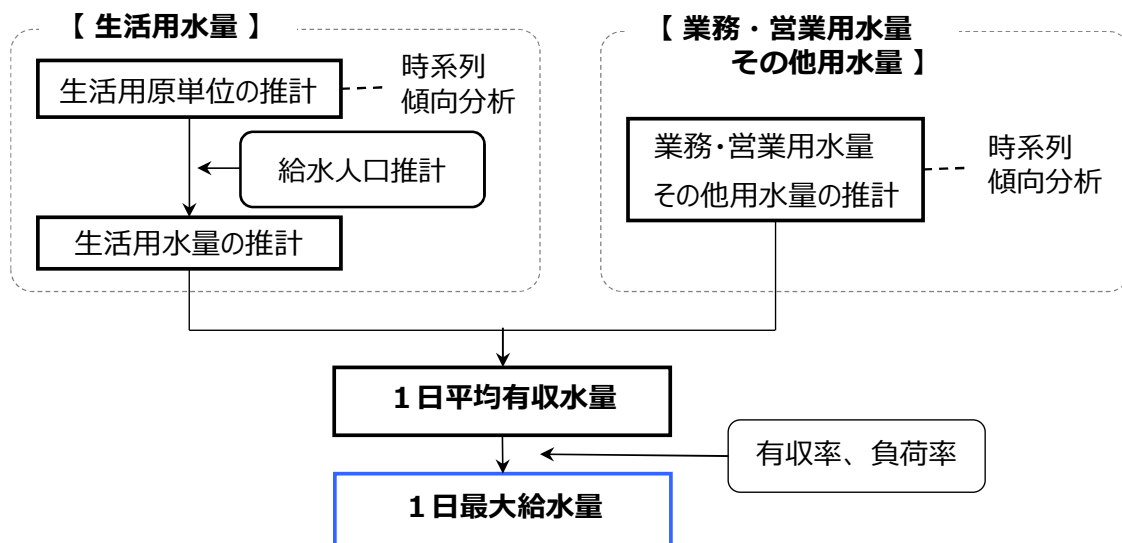 【 生活用水量 】
生活用原単位の推計
時系列
傾向分析
給水人口推計
生活用水量の推計
【 業務・営業用水量
その他用水量 】
業務・営業用水量
その他用水量の推計
時系列
傾向分析
１日平均有収水量
有収率、負荷率
１日最大給水量